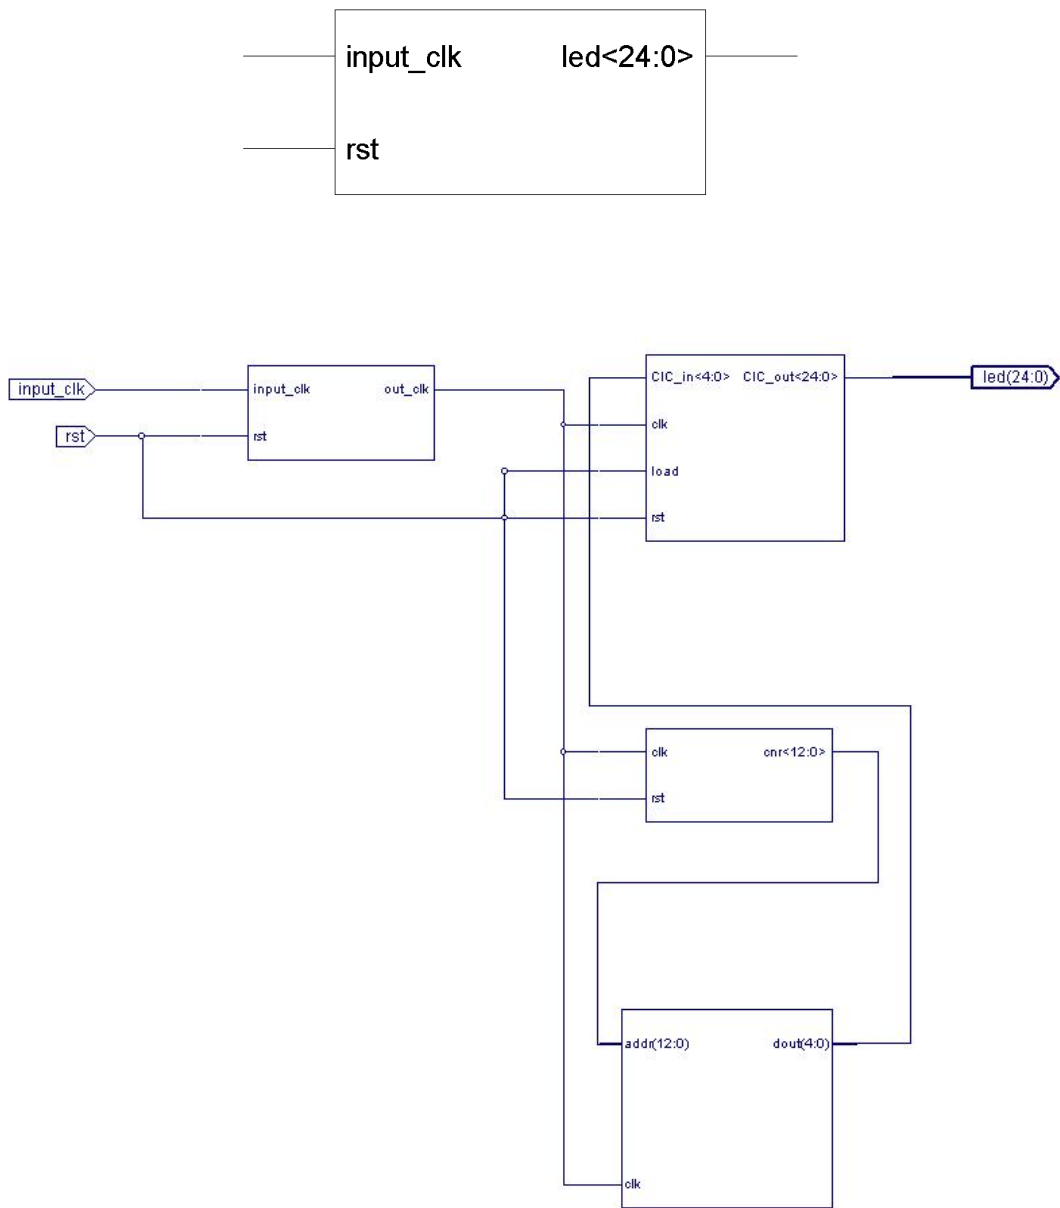 input_clk led<24:0>
rst
input_clk
rst
input_clk out_clk
rst
CIC_in<4:0> CIC_out<24:0>
clk
load
rst
led(24:0)
clk cnr<12:0>
rst
addr(12:0) dout(4:0)
clk